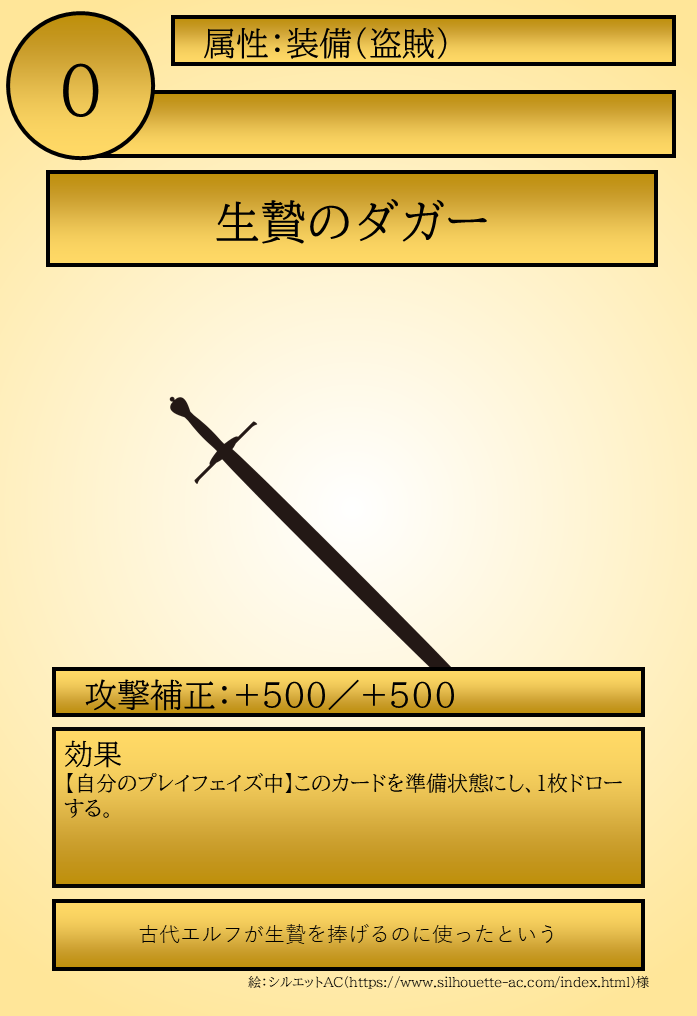 0
属性：装備（盗賊）
生贄のダガー
攻撃補正：＋500／＋500
効果
【自分のプレイフェイズ中】このカードを準備状態にし、1枚ドロー
する。
古代エルフが生贄を捧げるのに使ったという
絵：シルエットAC（https://www.silhouette-ac.com/index.html）様